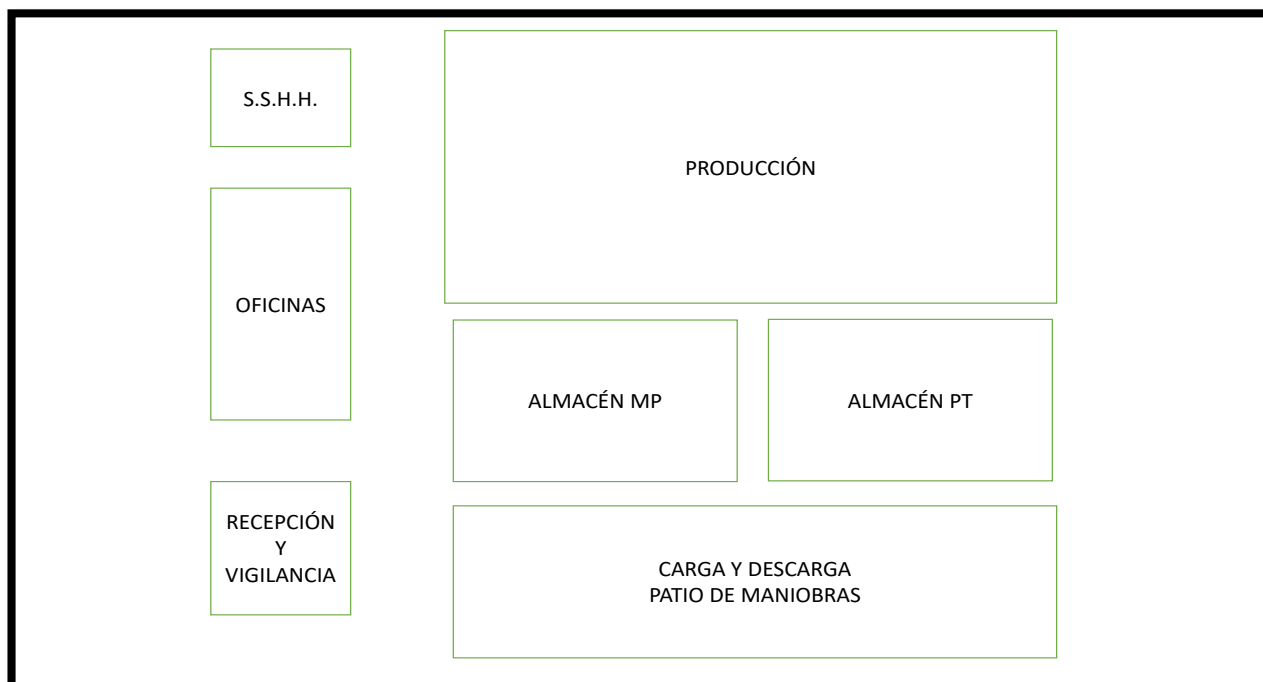 S.S.H.H.
PRODUCCIÓN
OFICINAS
ALMACÉN MP
ALMACÉN PT
RECEPCIÓN
Y
VIGILANCIA
CARGA Y DESCARGA
PATIO DE MANIOBRAS